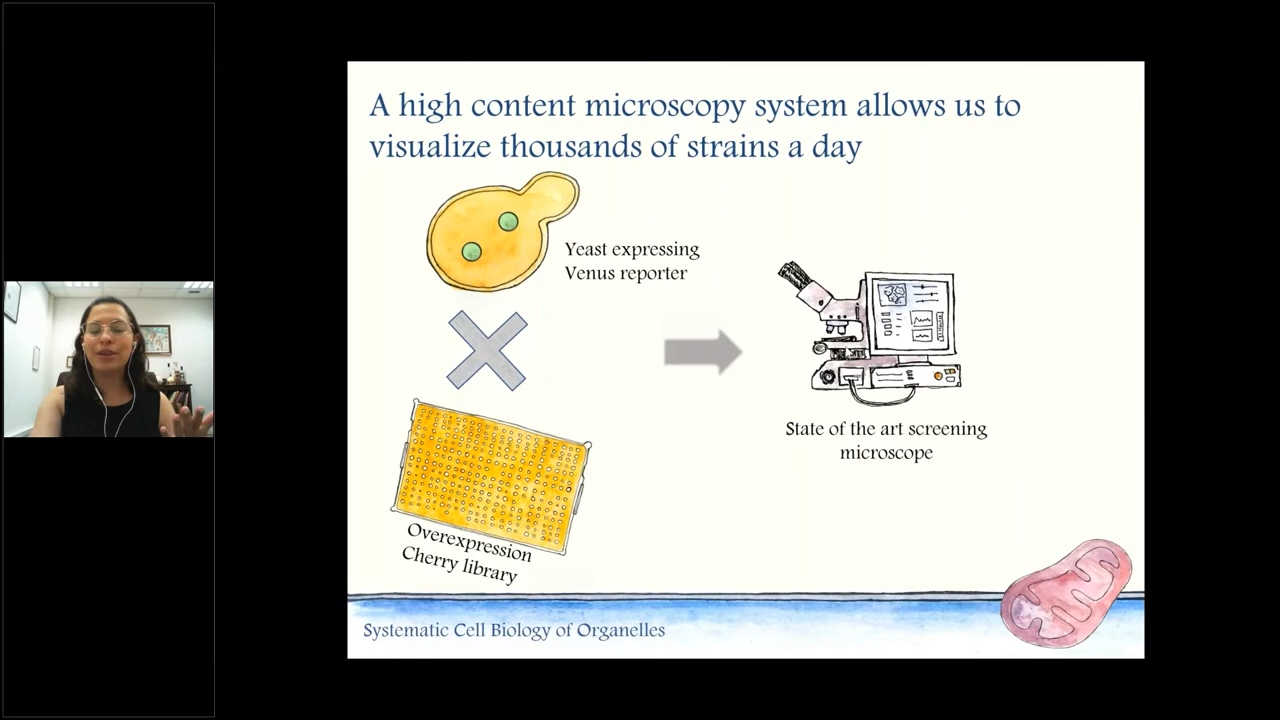 A high content microscopy system allows us to
visualize thousands of strains a day
Yeast expressing
Venus reporter
State of the art screening
microscope
Overexpression
Cherry library
Systematic Cell Biology of Organelles